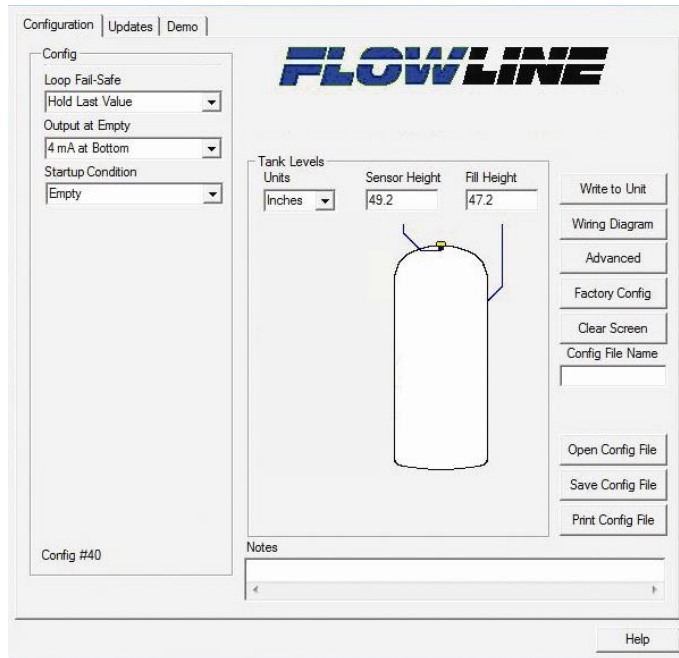 Configuration
Updates
Demo
Config
Loop Fail-Safe
Hold Last Value
Output at Empty
4 mA at Bottom
Startup Condition
Empty
Config #40
FLOWLINE
Tank Levels
Units
Sensor Height
Fill Height
Inches
49.2
47.2
Write to Unit
Wiring Diagram
Advanced
Factory Config
Clear Screen
Config File Name
Open Config File
Save Config File
Print Config File
Notes
Help